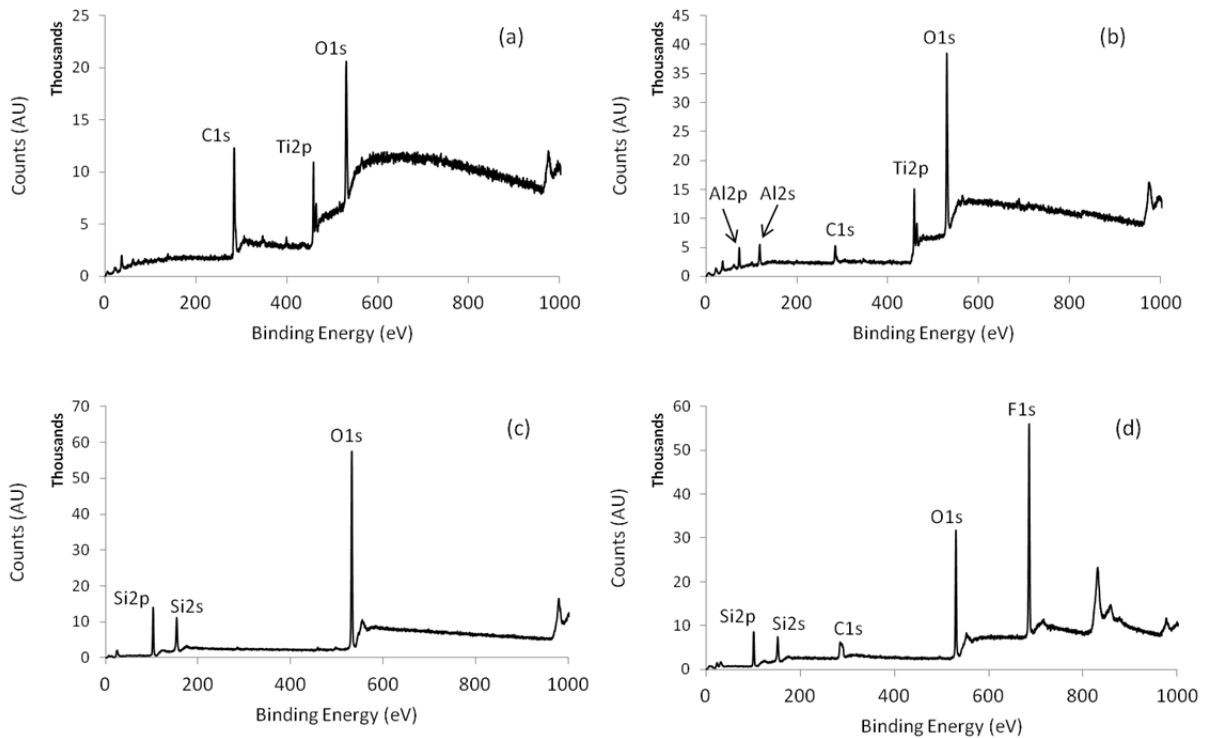 (a)
Counts (AU)
Thousands
25
20
15
10
5
0
C1s
Ti2p
O1s
0 200 400 600 800 1000
Binding Energy (eV)
(b)
Counts (AU)
Thousands
45
40
35
30
25
20
15
10
5
0
Al2p
Al2s
C1s
Ti2p
O1s
0 200 400 600 800 1000
Binding Energy (eV)
(c)
Counts (AU)
Thousands
70
60
50
40
30
20
10
0
Si2p
Si2s
O1s
0 200 400 600 800 1000
Binding Energy (eV)
(d)
Counts (AU)
Thousands
60
50
40
30
20
10
0
Si2p
Si2s
C1s
O1s
F1s
0 200 400 600 800 1000
Binding Energy (eV)